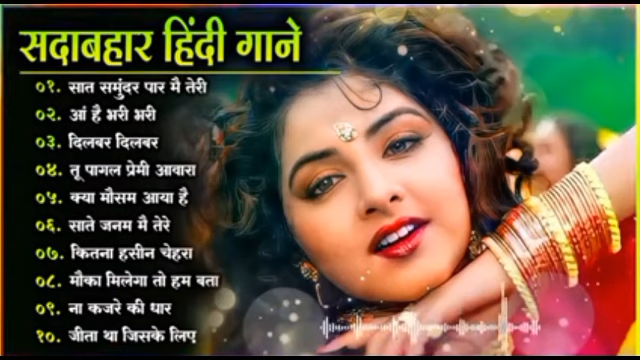 सदाबहार हिंदी गाने
०१. सात समुंदर पार मै तेरी
०२. आं है भरी भरी
०३. दिलबर दिलबर
०४. तू पागल प्रेमी आवारा
०५. क्या मौसम आया है
०६. साते जनम मै तेरे
०७. कितना हसीन चेहरा
०८. मौका मिलेगा तो हम बता
०९. ना कजरे की धार
१०. जीता था जिसके लिए